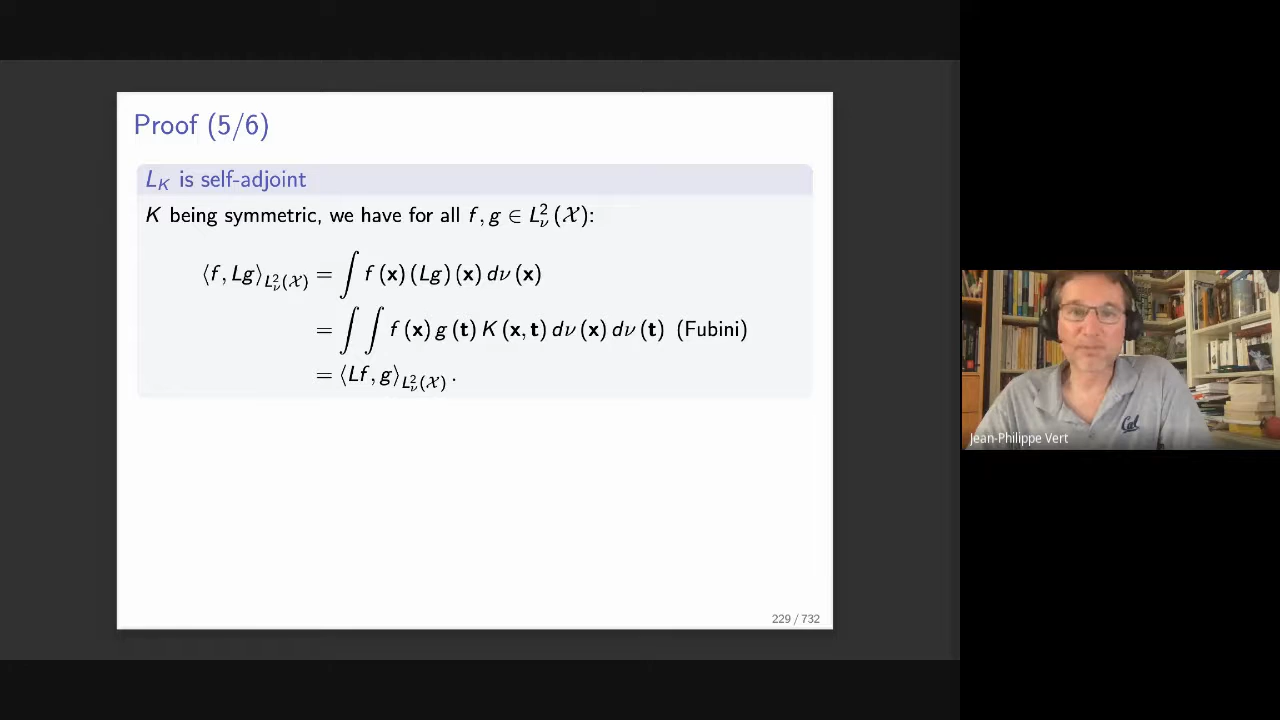 Proof (5/6)
L_K is self-adjoint
K being symmetric, we have for all f, g ∈ L²_ν (𝒳):
⟨f, Lg⟩_{L²_ν(𝒳)} = ∫ f (x) (Lg) (x) dν (x)
= ∫ ∫ f (x) g (t) K (x, t) dν (x) dν (t) (Fubini)
= ⟨Lf, g⟩_{L²_ν(𝒳)} .
229 / 732
Cal
Jean-Philippe Vert